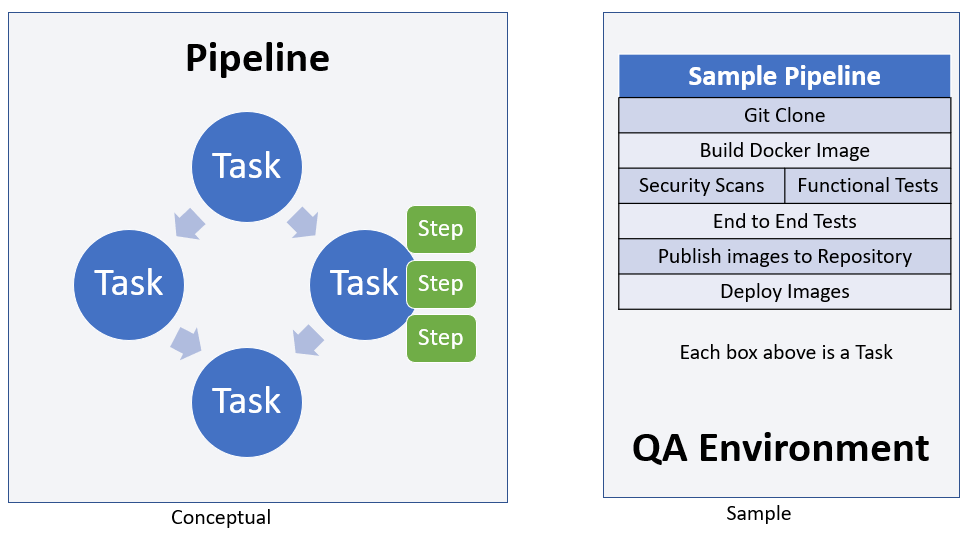 Pipeline
Task
Task
Task
Step
Step
Step
Task
Conceptual
Sample Pipeline
Git Clone
Build Docker Image
Security Scans
Functional Tests
End to End Tests
Publish images to Repository
Deploy Images
Each box above is a Task
QA Environment
Sample